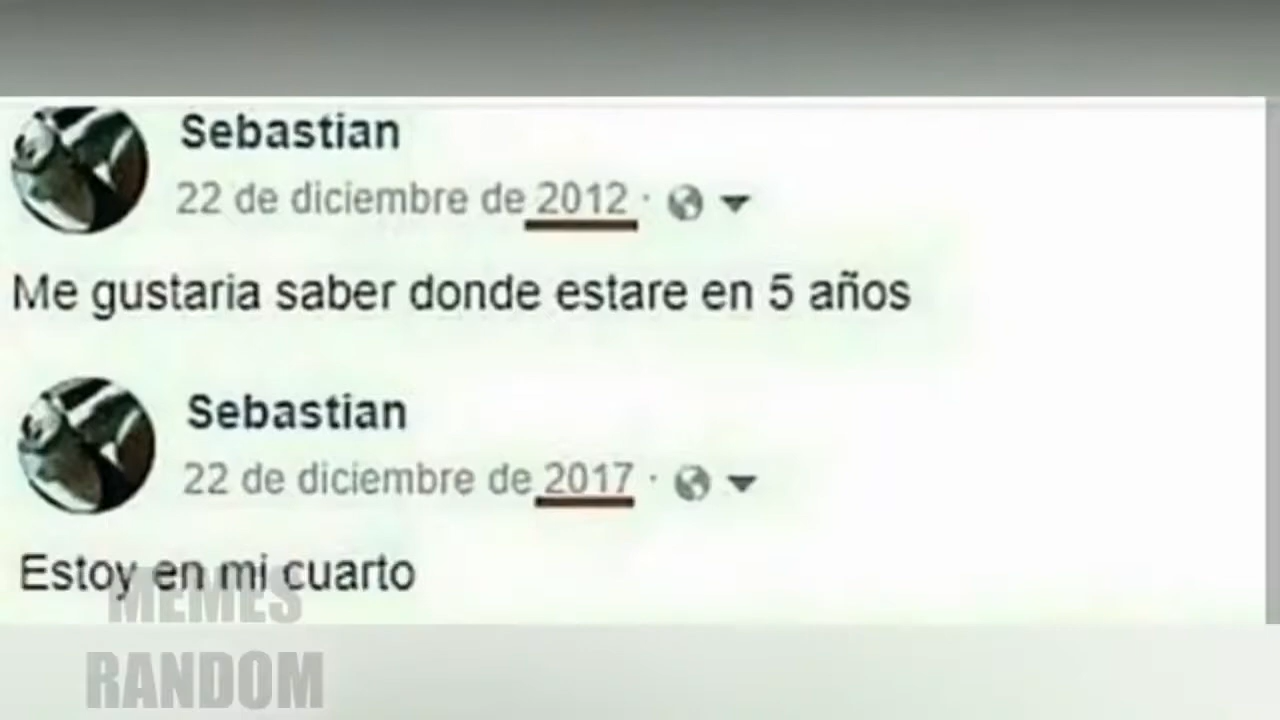 Sebastian
22 de diciembre de 2012 ·
Me gustaria saber donde estare en 5 años
Sebastian
22 de diciembre de 2017 ·
Estoy en mi cuarto
MEMES
RANDOM